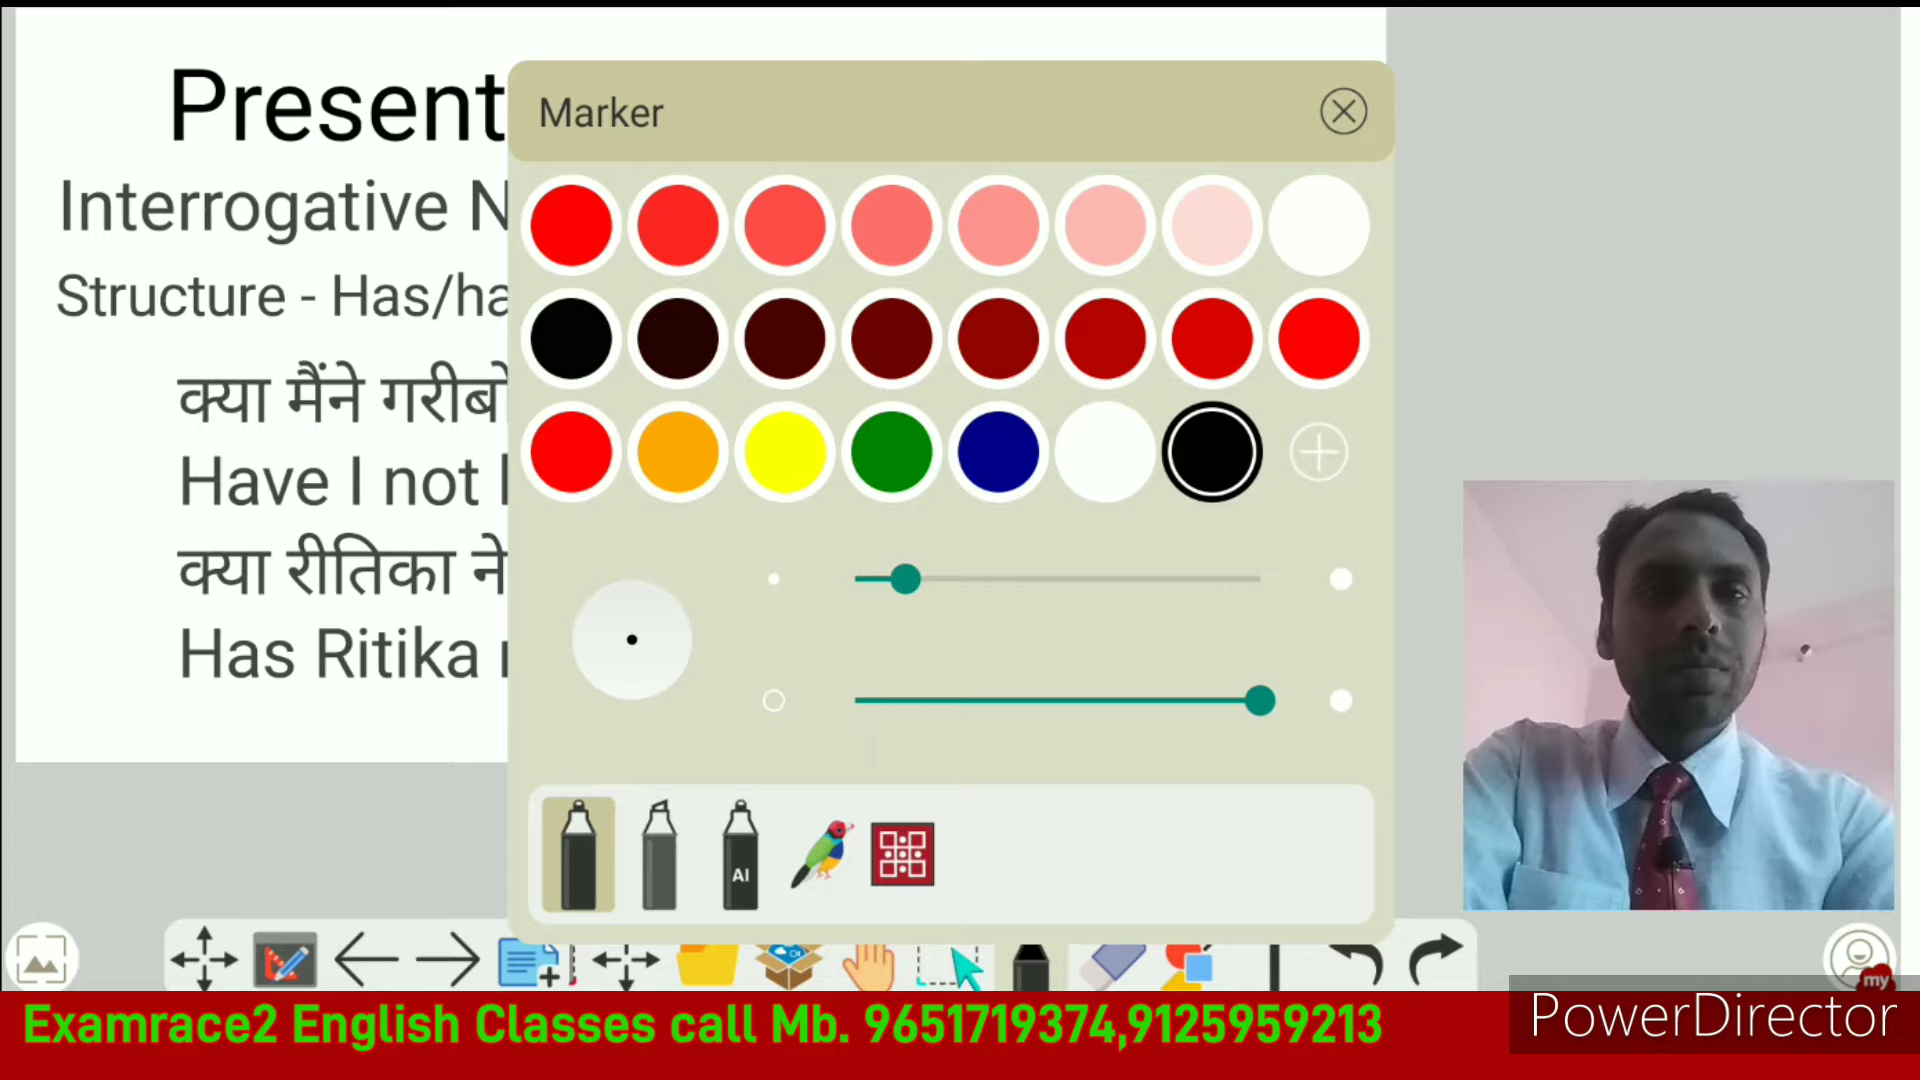 Present
Marker
Interrogative N
Structure - Has/ha
क्या मैंने गरीबो
Have I not
क्या रीतिका ने
Has Ritika
AI
my
Examrace2 English Classes call Mb. 9651719374,9125959213
PowerDirector